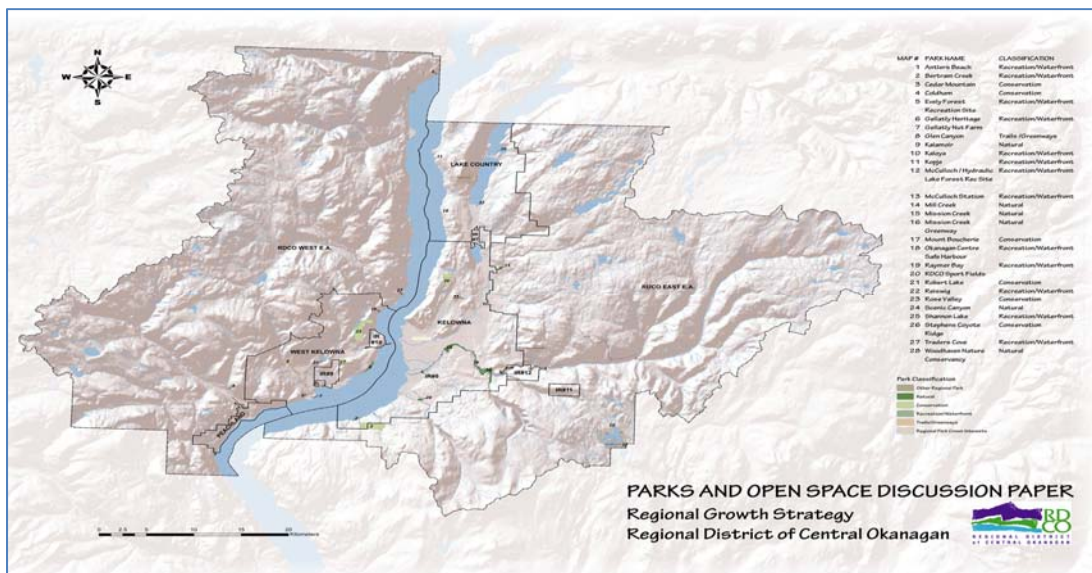 N
W E
S
MAP # PARK NAME CLASSIFICATION
1 Antlers Beach Recreation/Waterfront
2 Bertram Creek Recreation/Waterfront
3 Cedar Mountain Conservation
4 Coldham Conservation
5 Evely Forest Recreation/Waterfront
Recreation Site
6 Gellatly Heritage Recreation/Waterfront
7 Gellatly Nut Farm
8 Glen Canyon Trails/Greenways
9 Kalamoir Natural
10 Kaloya Recreation/Waterfront
11 Kopje Recreation/Waterfront
12 McCulloch / Hydraulic Recreation/Waterfront
Lake Forest Rec Site
13 McCulloch Station Recreation/Waterfront
14 Mill Creek Natural
15 Mission Creek Natural
16 Mission Creek Natural
Greenway
17 Mount Boucherie Conservation
18 Okanagan Centre Recreation/Waterfront
Safe Harbour
19 Raymer Bay Recreation/Waterfront
20 RDCO Sport Fields
21 Robert Lake Conservation
22 Reiswig Recreation/Waterfront
23 Rose Valley Conservation
24 Scenic Canyon Natural
25 Shannon Lake Recreation/Waterfront
26 Stephens Coyote Conservation
Ridge
27 Traders Cove Recreation/Waterfront
28 Woodhaven Nature Natural
Conservancy
LAKE COUNTRY
RDCO WEST E.A.
RDCO EAST E.A.
KELOWNA
WEST KELOWNA
IR#9
PEACHLAND
Park Classification
Other Regional Park
Natural
Conservation
Recreation/Waterfront
Trails/Greenways
Regional Park Crown Interests
0 2.5 5 10 15 20
Kilometers
PARKS AND OPEN SPACE DISCUSSION PAPER
Regional Growth Strategy
Regional District of Central Okanagan
RD
CO
REGIONAL DISTRICT
of CENTRAL OKANAGAN